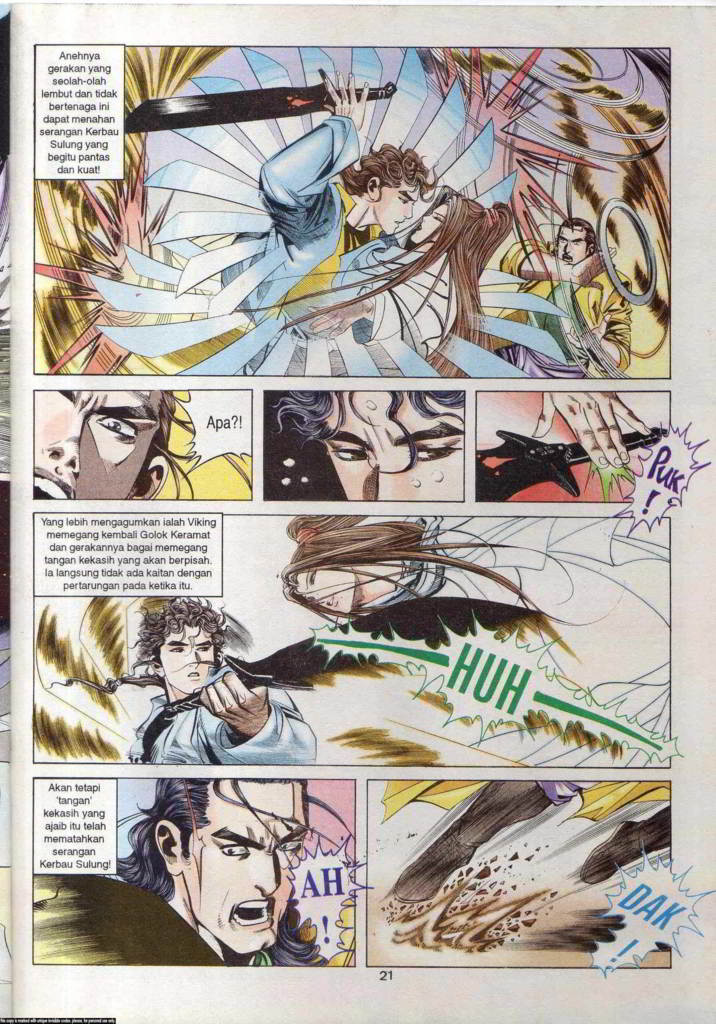 Anehnya
gerakan yang
seolah-olah
lembut dan tidak
bertenaga ini
dapat menahan
serangan Kerbau
Sulung yang
begitu pantas
dan kuat!
Apa?!
PUK
!
Yang lebih mengagumkan ialah Viking
memegang kembali Golok Keramat
dan gerakannya bagai memegang
tangan kekasih yang akan berpisah.
Ia langsung tidak ada kaitan dengan
pertarungan pada ketika itu.
HUH
Akan tetapi
'tangan'
kekasih yang
ajaib itu telah
mematahkan
serangan
Kerbau Sulung!
AH
!
DAK
!
21